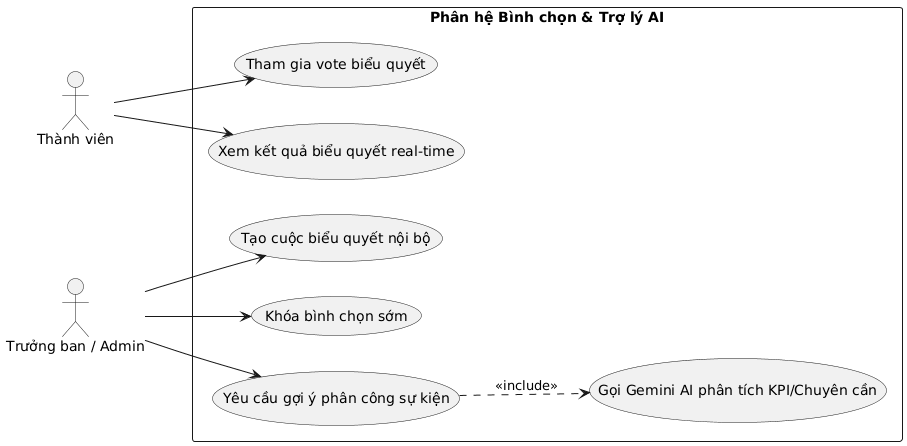 Phân hệ Bình chọn & Trợ lý AI
Tham gia vote biểu quyết
Thành viên
Xem kết quả biểu quyết real-time
Tạo cuộc biểu quyết nội bộ
Khóa bình chọn sớm
Trưởng ban / Admin
Yêu cầu gợi ý phân công sự kiện
«include»
Gọi Gemini AI phân tích KPI/Chuyên cần